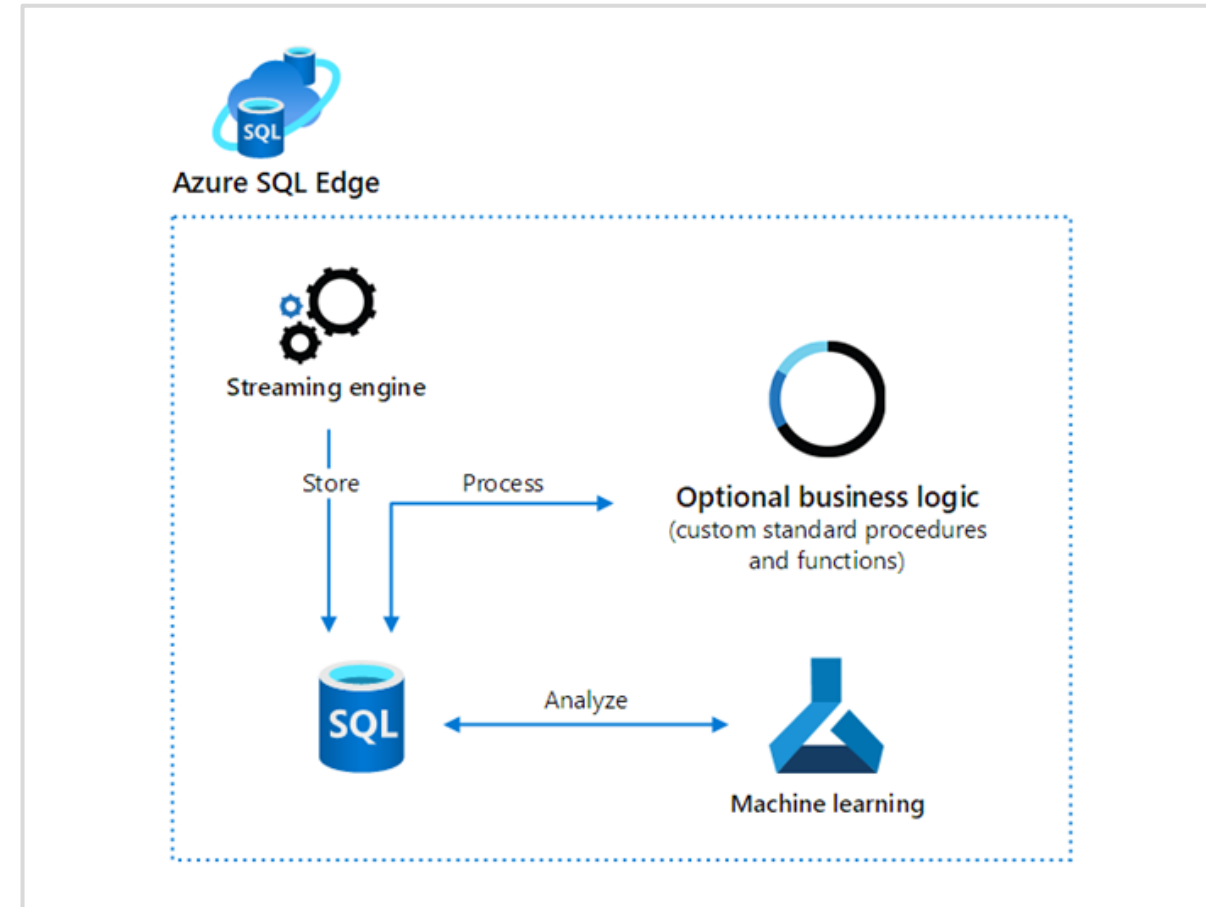 SQL
Azure SQL Edge
Streaming engine
Store
Process
Optional business logic
(custom standard procedures
and functions)
SQL
Analyze
Machine learning